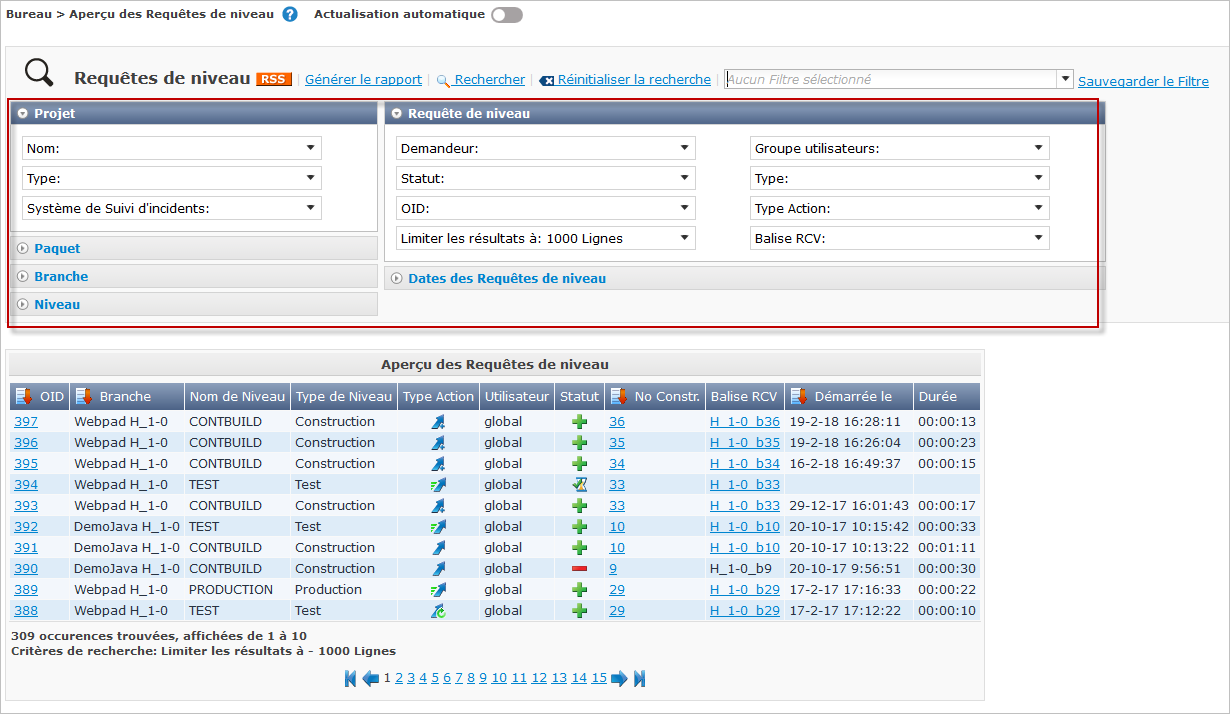 Bureau > Aperçu des Requêtes de niveau ? Actualisation automatique
Requêtes de niveau RSS | Générer le rapport | Rechercher | Réinitialiser la recherche | Aucun Filtre sélectionné Sauvegarder le Filtre
Projet
Nom:
Type:
Système de Suivi d'incidents:
Paquet
Branche
Niveau
Requête de niveau
Demandeur: Groupe utilisateurs:
Statut: Type:
OID: Type Action:
Limiter les résultats à: 1000 Lignes Balise RCV:
Dates des Requêtes de niveau
Aperçu des Requêtes de niveau
OID Branche Nom de Niveau Type de Niveau Type Action Utilisateur Statut No Constr. Balise RCV Démarrée le Durée
397 Webpad H_1-0 CONTBUILD Construction global 36 H_1-0_b36 19-2-18 16:28:11 00:00:13
396 Webpad H_1-0 CONTBUILD Construction global 35 H_1-0_b35 19-2-18 16:26:04 00:00:23
395 Webpad H_1-0 CONTBUILD Construction global 34 H_1-0_b34 16-2-18 16:49:37 00:00:15
394 Webpad H_1-0 TEST Test global 33 H_1-0_b33
393 Webpad H_1-0 CONTBUILD Construction global 33 H_1-0_b33 29-12-17 16:01:43 00:00:17
392 DemoJava H_1-0 TEST Test global 10 H_1-0_b10 20-10-17 10:15:42 00:00:33
391 DemoJava H_1-0 CONTBUILD Construction global 10 H_1-0_b10 20-10-17 10:13:22 00:01:11
390 DemoJava H_1-0 CONTBUILD Construction global 9 H_1-0_b9 20-10-17 9:56:51 00:00:30
389 Webpad H_1-0 PRODUCTION Production global 29 H_1-0_b29 17-2-17 17:16:33 00:00:22
388 Webpad H_1-0 TEST Test global 29 H_1-0_b29 17-2-17 17:12:22 00:00:10
309 occurences trouvées, affichées de 1 à 10
Critères de recherche: Limiter les résultats à - 1000 Lignes
1 2 3 4 5 6 7 8 9 10 11 12 13 14 15